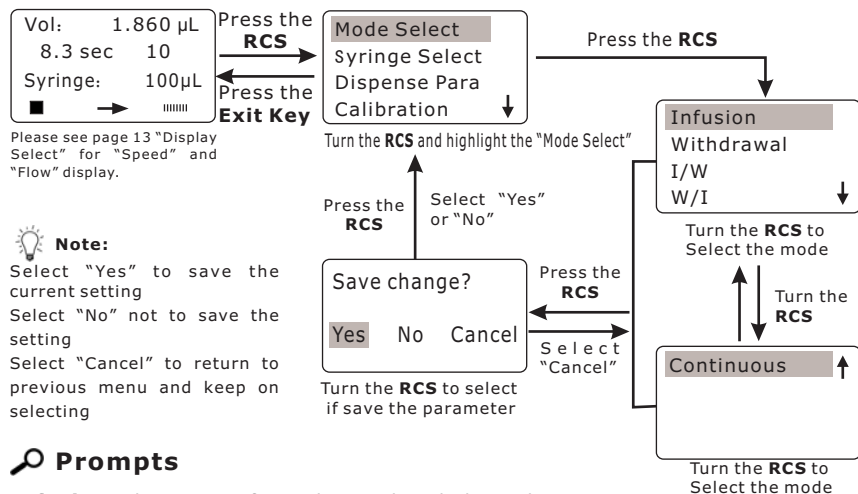 Vol: 1.860 µL
8.3 sec 10
Syringe: 100µL
Please see page 13 "Display
Select" for "Speed" and
"Flow" display.
Press the
RCS
Press the
Exit Key
Mode Select
Syringe Select
Dispense Para
Calibration
Turn the RCS and highlight the "Mode Select"
Press the RCS
Infusion
Withdrawal
I/W
W/I
Turn the RCS to
Select the mode
Turn the
RCS
Continuous
Turn the RCS to
Select the mode
Press the
RCS
Select
"Cancel"
Save change?
Yes No Cancel
Turn the RCS to select
if save the parameter
Press the
RCS
Select "Yes"
or "No"
Note:
Select "Yes" to save the
current setting
Select "No" not to save the
setting
Select "Cancel" to return to
previous menu and keep on
selecting
Prompts